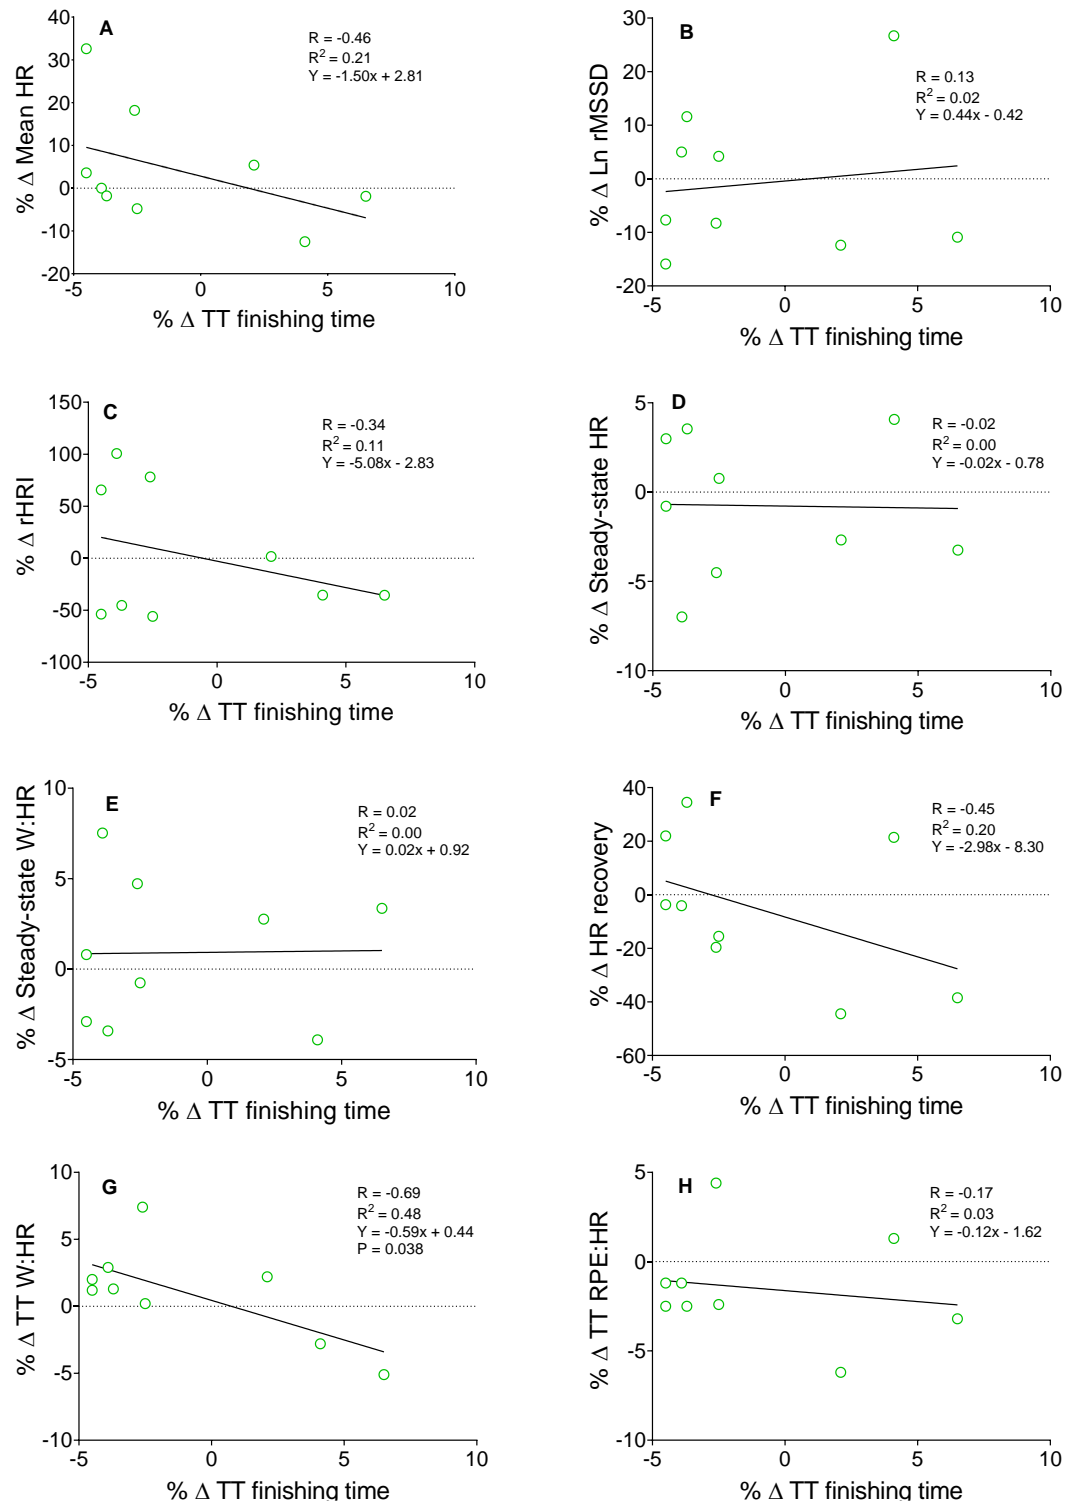 A
R = -0.46
R² = 0.21
Y = -1.50x + 2.81
% Δ Mean HR
40
30
20
10
0
-10
-20
-5 0 5 10
% Δ TT finishing time
B
R = 0.13
R² = 0.02
Y = 0.44x - 0.42
% Δ Ln rMSSD
30
20
10
0
-10
-20
-5 0 5 10
% Δ TT finishing time
C
R = -0.34
R² = 0.11
Y = -5.08x - 2.83
% Δ rHRI
150
100
50
0
-50
-100
-5 0 5 10
% Δ TT finishing time
D
R = -0.02
R² = 0.00
Y = -0.02x - 0.78
% Δ Steady-state HR
5
0
-5
-10
-5 0 5 10
% Δ TT finishing time
E
R = 0.02
R² = 0.00
Y = 0.02x + 0.92
% Δ Steady-state W:HR
10
5
0
-5
-5 0 5 10
% Δ TT finishing time
F
R = -0.45
R² = 0.20
Y = -2.98x - 8.30
% Δ HR recovery
40
20
0
-20
-40
-60
-5 0 5 10
% Δ TT finishing time
G
R = -0.69
R² = 0.48
Y = -0.59x + 0.44
P = 0.038
% Δ TT W:HR
10
5
0
-5
-10
-5 0 5 10
% Δ TT finishing time
H
R = -0.17
R² = 0.03
Y = -0.12x - 1.62
% Δ TT RPE:HR
5
0
-5
-10
-5 0 5 10
% Δ TT finishing time